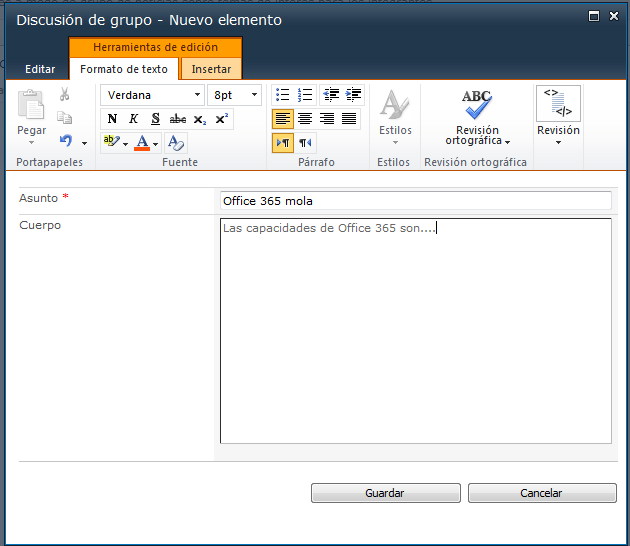 Discusión de grupo - Nuevo elemento
Herramientas de edición
Editar Formato de texto Insertar
Verdana 8pt
N K S abc x₂ x²
ab A A
Pegar
ABC
Estilos Revisión ortográfica Revisión
Portapapeles Fuente Párrafo Estilos Revisión ortográfica
Asunto * Office 365 mola
Cuerpo Las capacidades de Office 365 son....
Guardar Cancelar